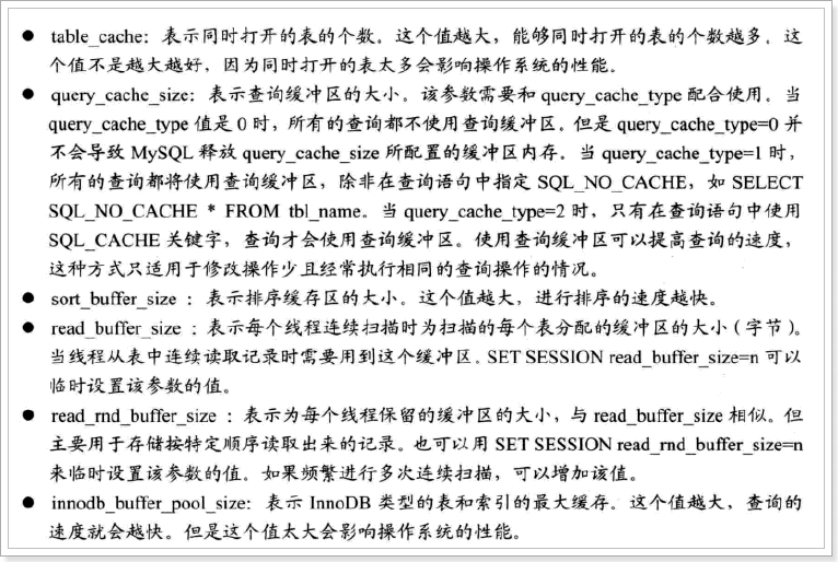 ● table_cache：表示同时打开的表的个数。这个值越大，能够同时打开的表的个数越多。这
个值不是越大越好，因为同时打开的表太多会影响操作系统的性能。
● query_cache_size：表示查询缓冲区的大小。该参数需要和 query_cache_type 配合使用。当
query_cache_type 值是 0 时，所有的查询都不使用查询缓冲区。但是 query_cache_type=0 并
不会导致 MySQL 释放 query_cache_size 所配置的缓冲区内存。当 query_cache_type=1 时，
所有的查询都将使用查询缓冲区，除非在查询语句中指定 SQL_NO_CACHE，如 SELECT
SQL_NO_CACHE * FROM tbl_name。当 query_cache_type=2 时，只有在查询语句中使用
SQL_CACHE 关键字，查询才会使用查询缓冲区。使用查询缓冲区可以提高查询的速度，
这种方式只适用于修改操作少且经常执行相同的查询操作的情况。
● sort_buffer_size ：表示排序缓存区的大小。这个值越大，进行排序的速度越快。
● read_buffer_size ：表示每个线程连续扫描时为扫描的每个表分配的缓冲区的大小（字节）。
当线程从表中连续读取记录时需要用到这个缓冲区。SET SESSION read_buffer_size=n 可以
临时设置该参数的值。
● read_rnd_buffer_size ：表示为每个线程保留的缓冲区的大小，与 read_buffer_size 相似。但
主要用于存储按特定顺序读取出来的记录。也可以用 SET SESSION read_rnd_buffer_size=n
来临时设置该参数的值。如果频繁进行多次连续扫描，可以增加该值。
● innodb_buffer_pool_size：表示 InnoDB 类型的表和索引的最大缓存。这个值越大，查询的
速度就会越快。但是这个值太大会影响操作系统的性能。